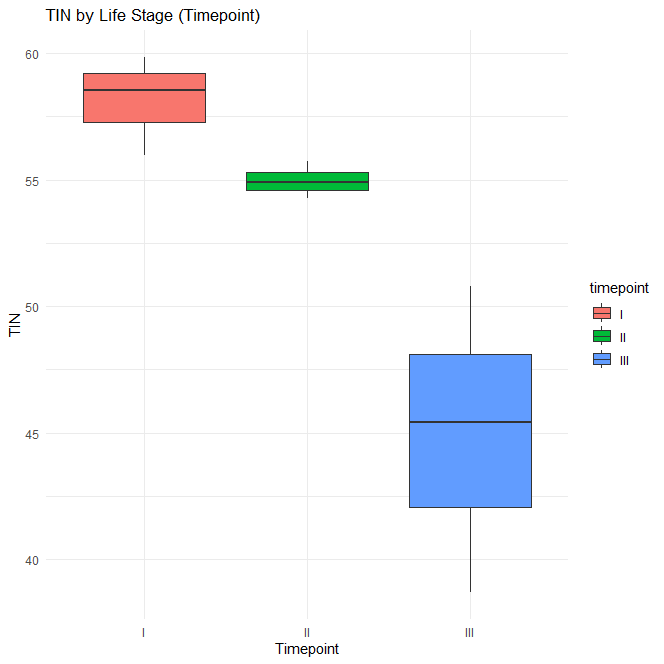 TIN by Life Stage (Timepoint)
60
55
50
45
40
TIN
I
II
III
Timepoint
timepoint
I
II
III